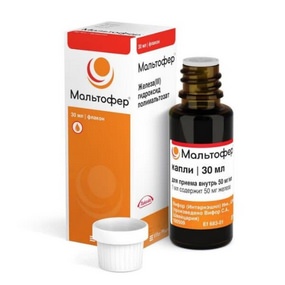 Мальтофер®
30 мл | флакон
Железа(III)
гидроксид
полимальтозат
Мальтофер
капли | 30 мл
для приема внутрь 50 мг/мл
1 мл содержит 50 мг железа